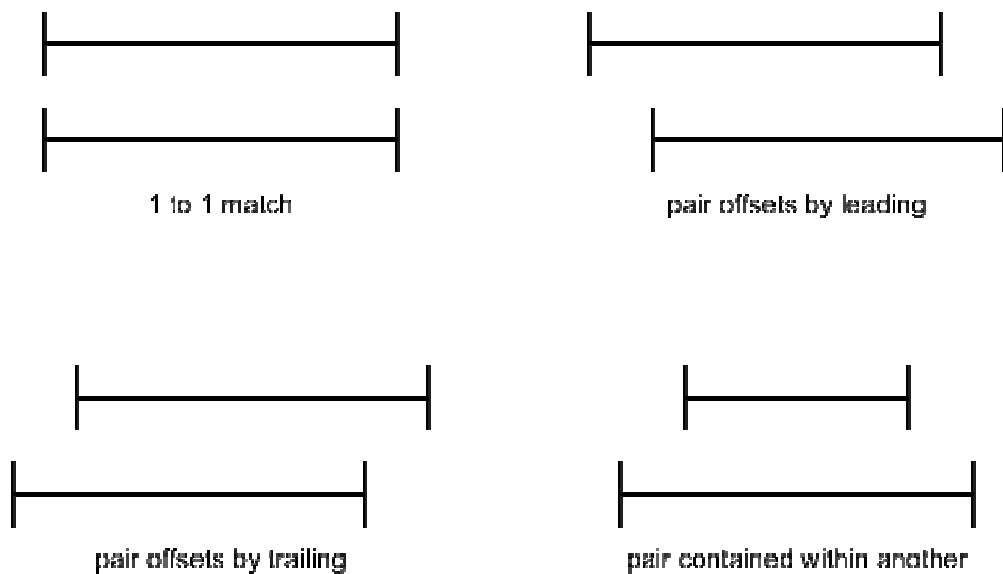 1 to 1 match
pair offsets by leading
pair offsets by trailing
pair contained within another